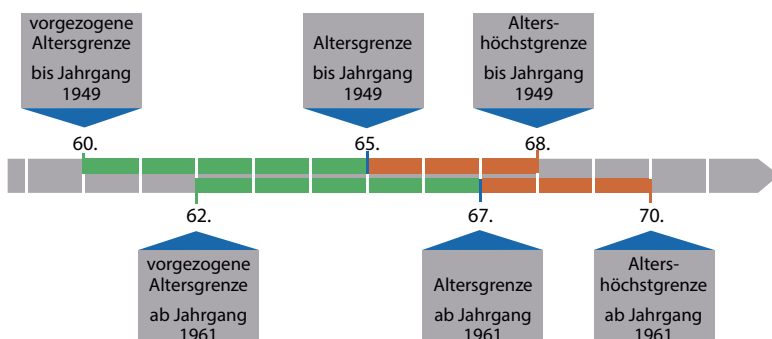 vorgezogene
Altersgrenze
bis Jahrgang
1949
Altersgrenze
bis Jahrgang
1949
Alters-
höchstgrenze
bis Jahrgang
1949
60.
65.
68.
62.
67.
70.
vorgezogene
Altersgrenze
ab Jahrgang
1961
Altersgrenze
ab Jahrgang
1961
Alters-
höchstgrenze
ab Jahrgang
1961